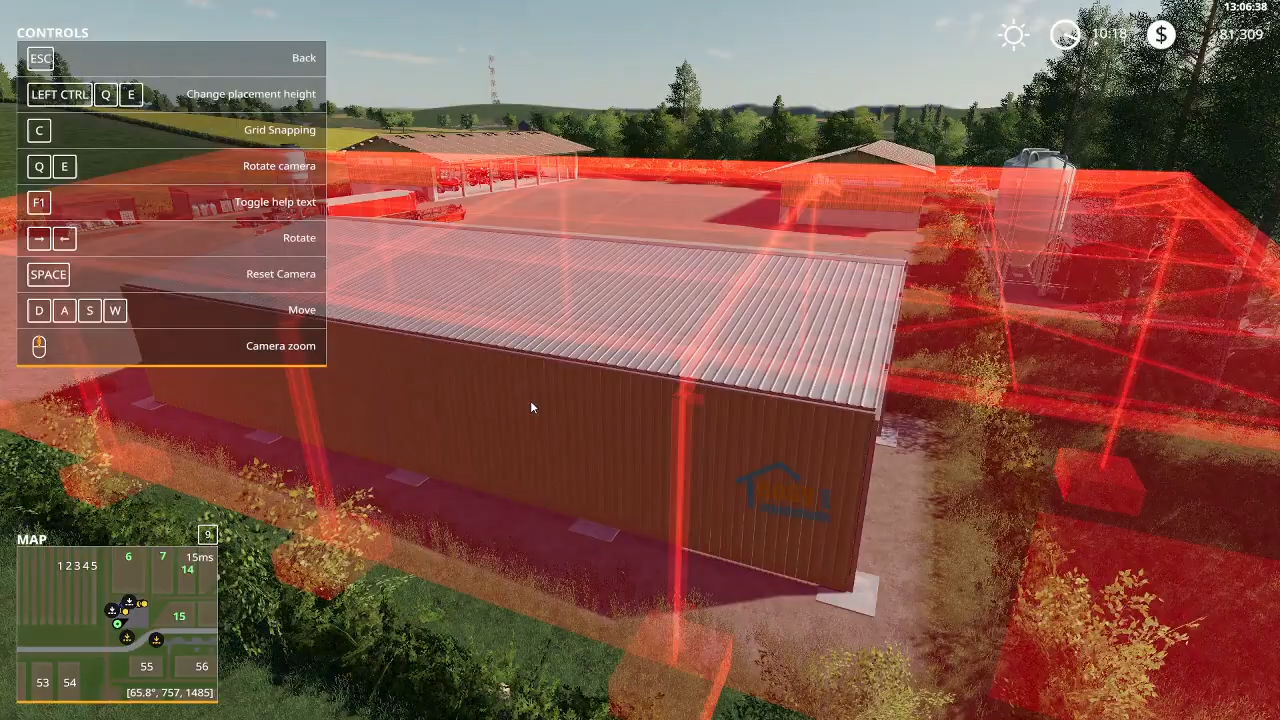 13:06:38
CONTROLS
ESC Back
LEFT CTRL Q E Change placement height
C Grid Snapping
Q E Rotate camera
F1 Toggle help text
→ ← Rotate
SPACE Reset Camera
D A S W Move
Camera zoom
10:18
$ 81,309
MAP 9
15ms
1 2 3 4 5 6 7 14
15
55 56
53 54
[65.8°, 757, 1485]